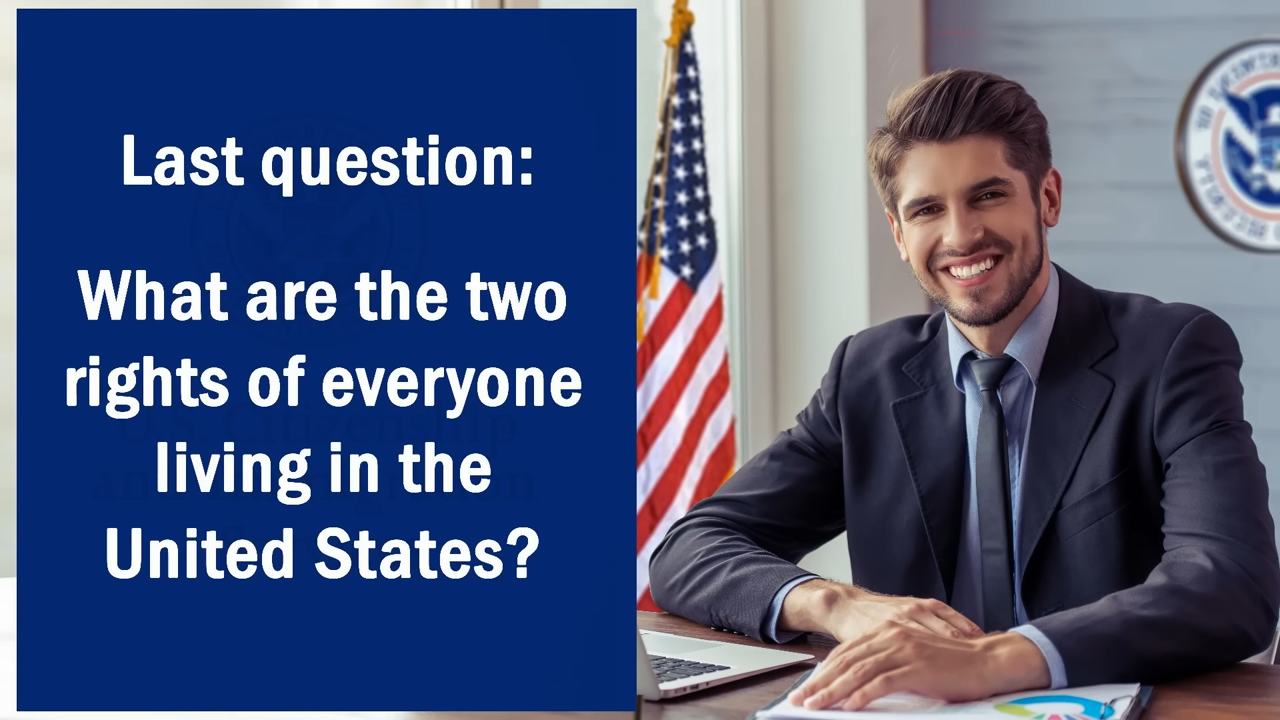 Last question:
What are the two
rights of everyone
living in the
United States?